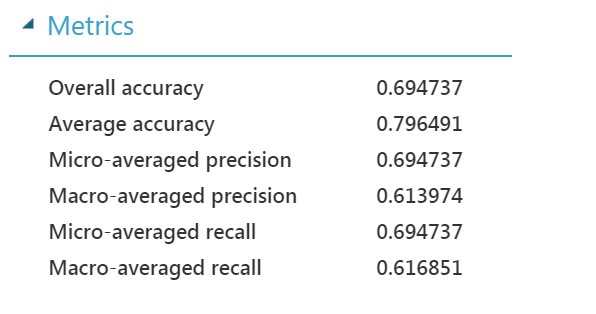 Metrics
Overall accuracy 0.694737
Average accuracy 0.796491
Micro-averaged precision 0.694737
Macro-averaged precision 0.613974
Micro-averaged recall 0.694737
Macro-averaged recall 0.616851